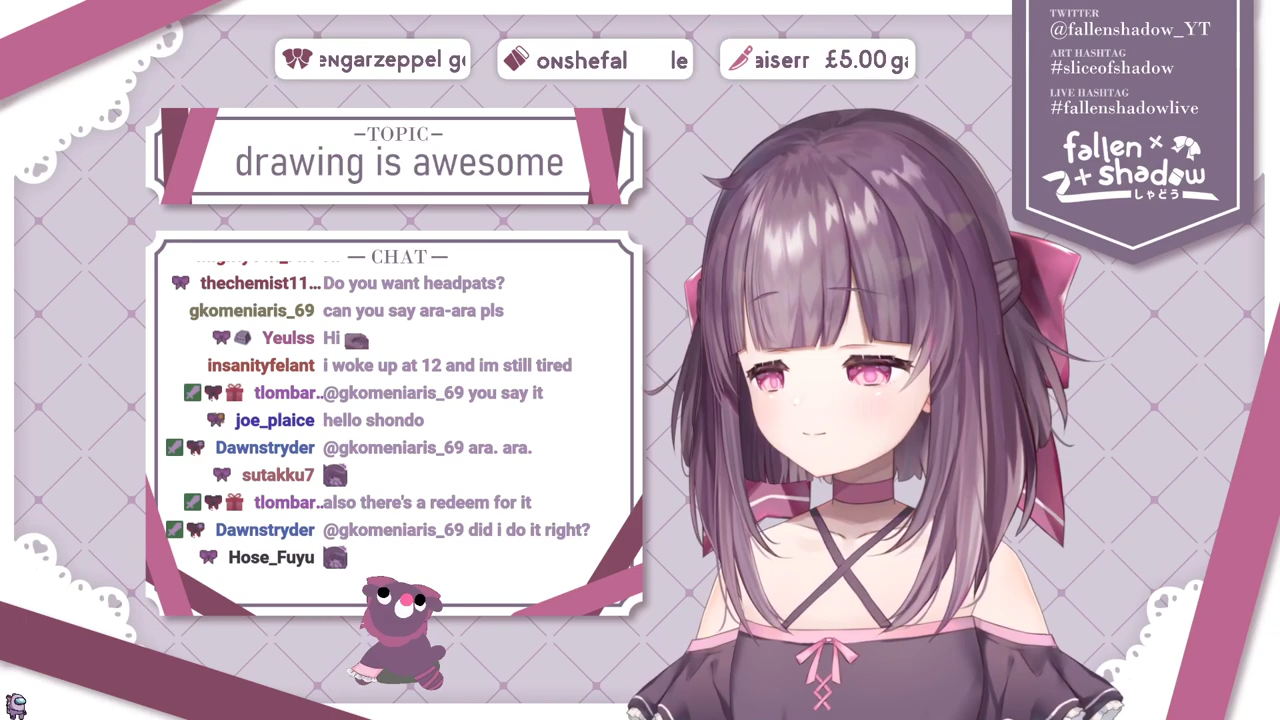 TWITTER
@fallenshadow_YT
ART HASHTAG
#sliceofshadow
LIVE HASHTAG
#fallenshadowlive
fallen × shadow
しゃどう
engarzeppel
onshefal le
aiserr £5.00
–TOPIC–
drawing is awesome
— CHAT —
thechemist11... Do you want headpats?
gkomeniaris_69 can you say ara-ara pls
Yeulss Hi
insanityfelant i woke up at 12 and im still tired
tlombar.. @gkomeniaris_69 you say it
joe_plaice hello shondo
Dawnstryder @gkomeniaris_69 ara. ara.
sutakku7
tlombar.. also there's a redeem for it
Dawnstryder @gkomeniaris_69 did i do it right?
Hose_Fuyu